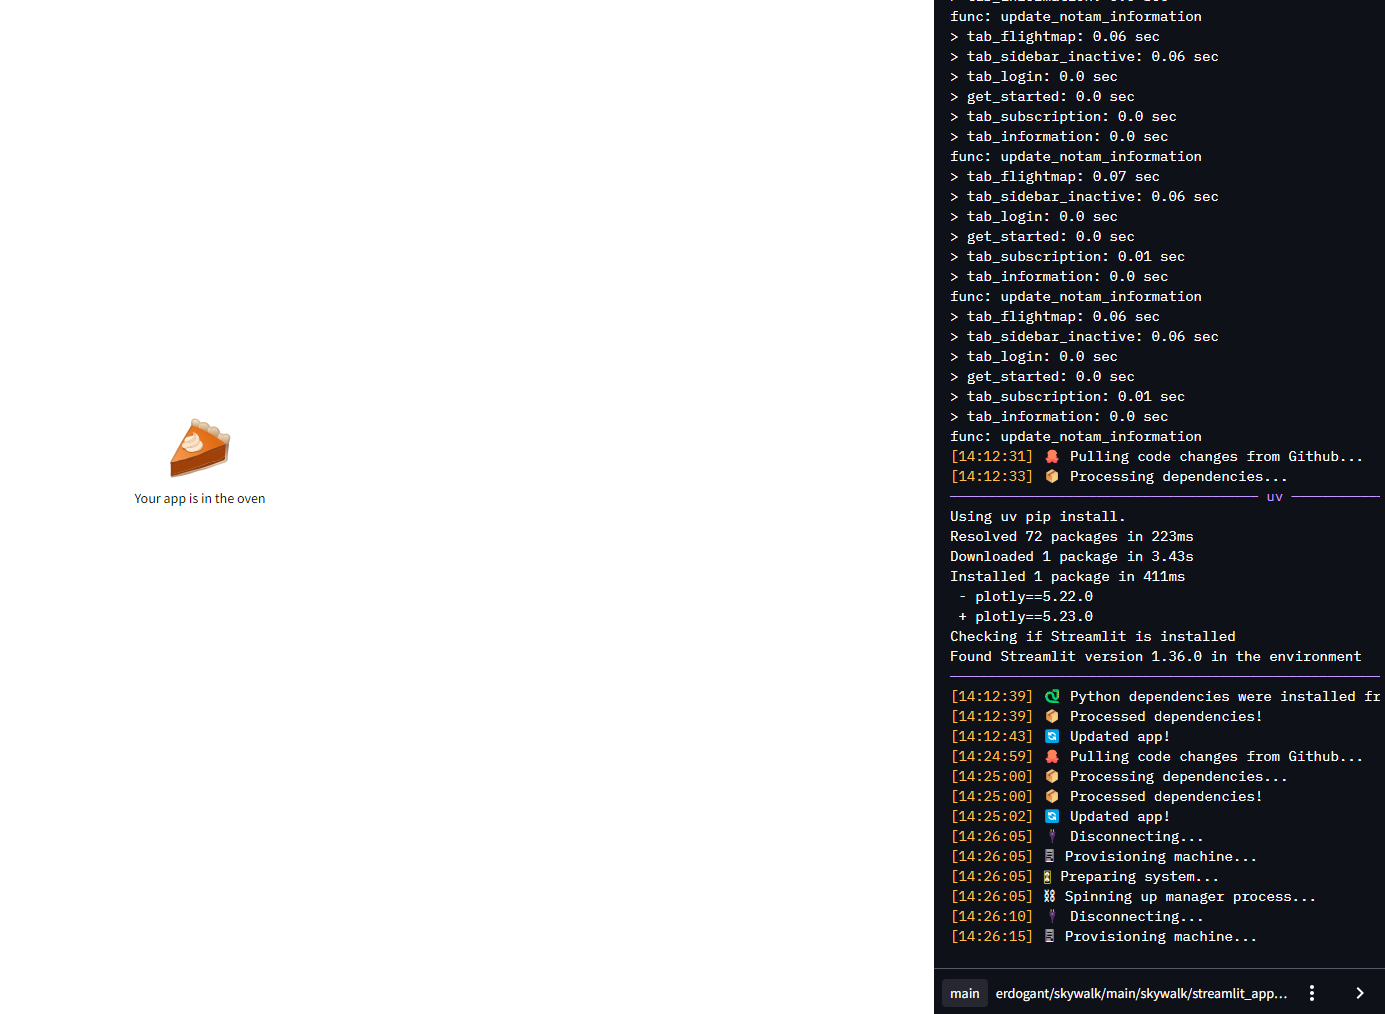 func: update_notam_information
> tab_flightmap: 0.06 sec
> tab_sidebar_inactive: 0.06 sec
> tab_login: 0.0 sec
> get_started: 0.0 sec
> tab_subscription: 0.0 sec
> tab_information: 0.0 sec
func: update_notam_information
> tab_flightmap: 0.07 sec
> tab_sidebar_inactive: 0.06 sec
> tab_login: 0.0 sec
> get_started: 0.0 sec
> tab_subscription: 0.01 sec
> tab_information: 0.0 sec
func: update_notam_information
> tab_flightmap: 0.06 sec
> tab_sidebar_inactive: 0.06 sec
> tab_login: 0.0 sec
> get_started: 0.0 sec
> tab_subscription: 0.01 sec
> tab_information: 0.0 sec
func: update_notam_information
[14:12:31] Pulling code changes from Github...
[14:12:33] Processing dependencies...
uv
Using uv pip install.
Resolved 72 packages in 223ms
Downloaded 1 package in 3.43s
Installed 1 package in 411ms
- plotly==5.22.0
+ plotly==5.23.0
Checking if Streamlit is installed
Found Streamlit version 1.36.0 in the environment
[14:12:39] Python dependencies were installed fr
[14:12:39] Processed dependencies!
[14:12:43] Updated app!
[14:24:59] Pulling code changes from Github...
[14:25:00] Processing dependencies...
[14:25:00] Processed dependencies!
[14:25:02] Updated app!
[14:26:05] Disconnecting...
[14:26:05] Provisioning machine...
[14:26:05] Preparing system...
[14:26:05] Spinning up manager process...
[14:26:10] Disconnecting...
[14:26:15] Provisioning machine...
main erdogant/skywalk/main/skywalk/streamlit_app...
Your app is in the oven